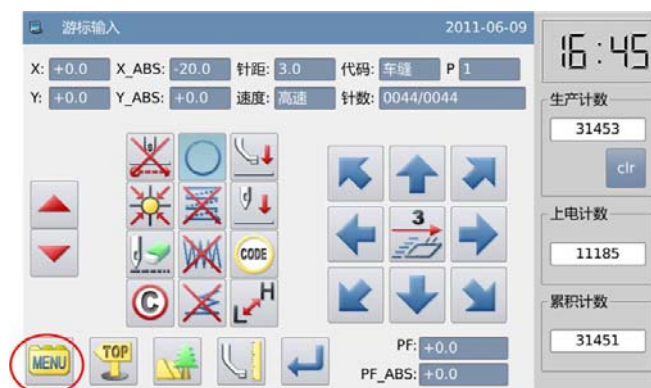 游标输入 2011-06-09
16:45
X: +0.0 X_ABS: -20.0 针距: 3.0 代码: 车缝 P 1
Y: +0.0 Y_ABS: +0.0 速度: 高速 针数: 0044/0044
生产计数
31453
clr
3
上电计数
CODE
11185
C
L H
累积计数
MENU
TOP
PF: +0.0
31451
PF_ABS: +0.0